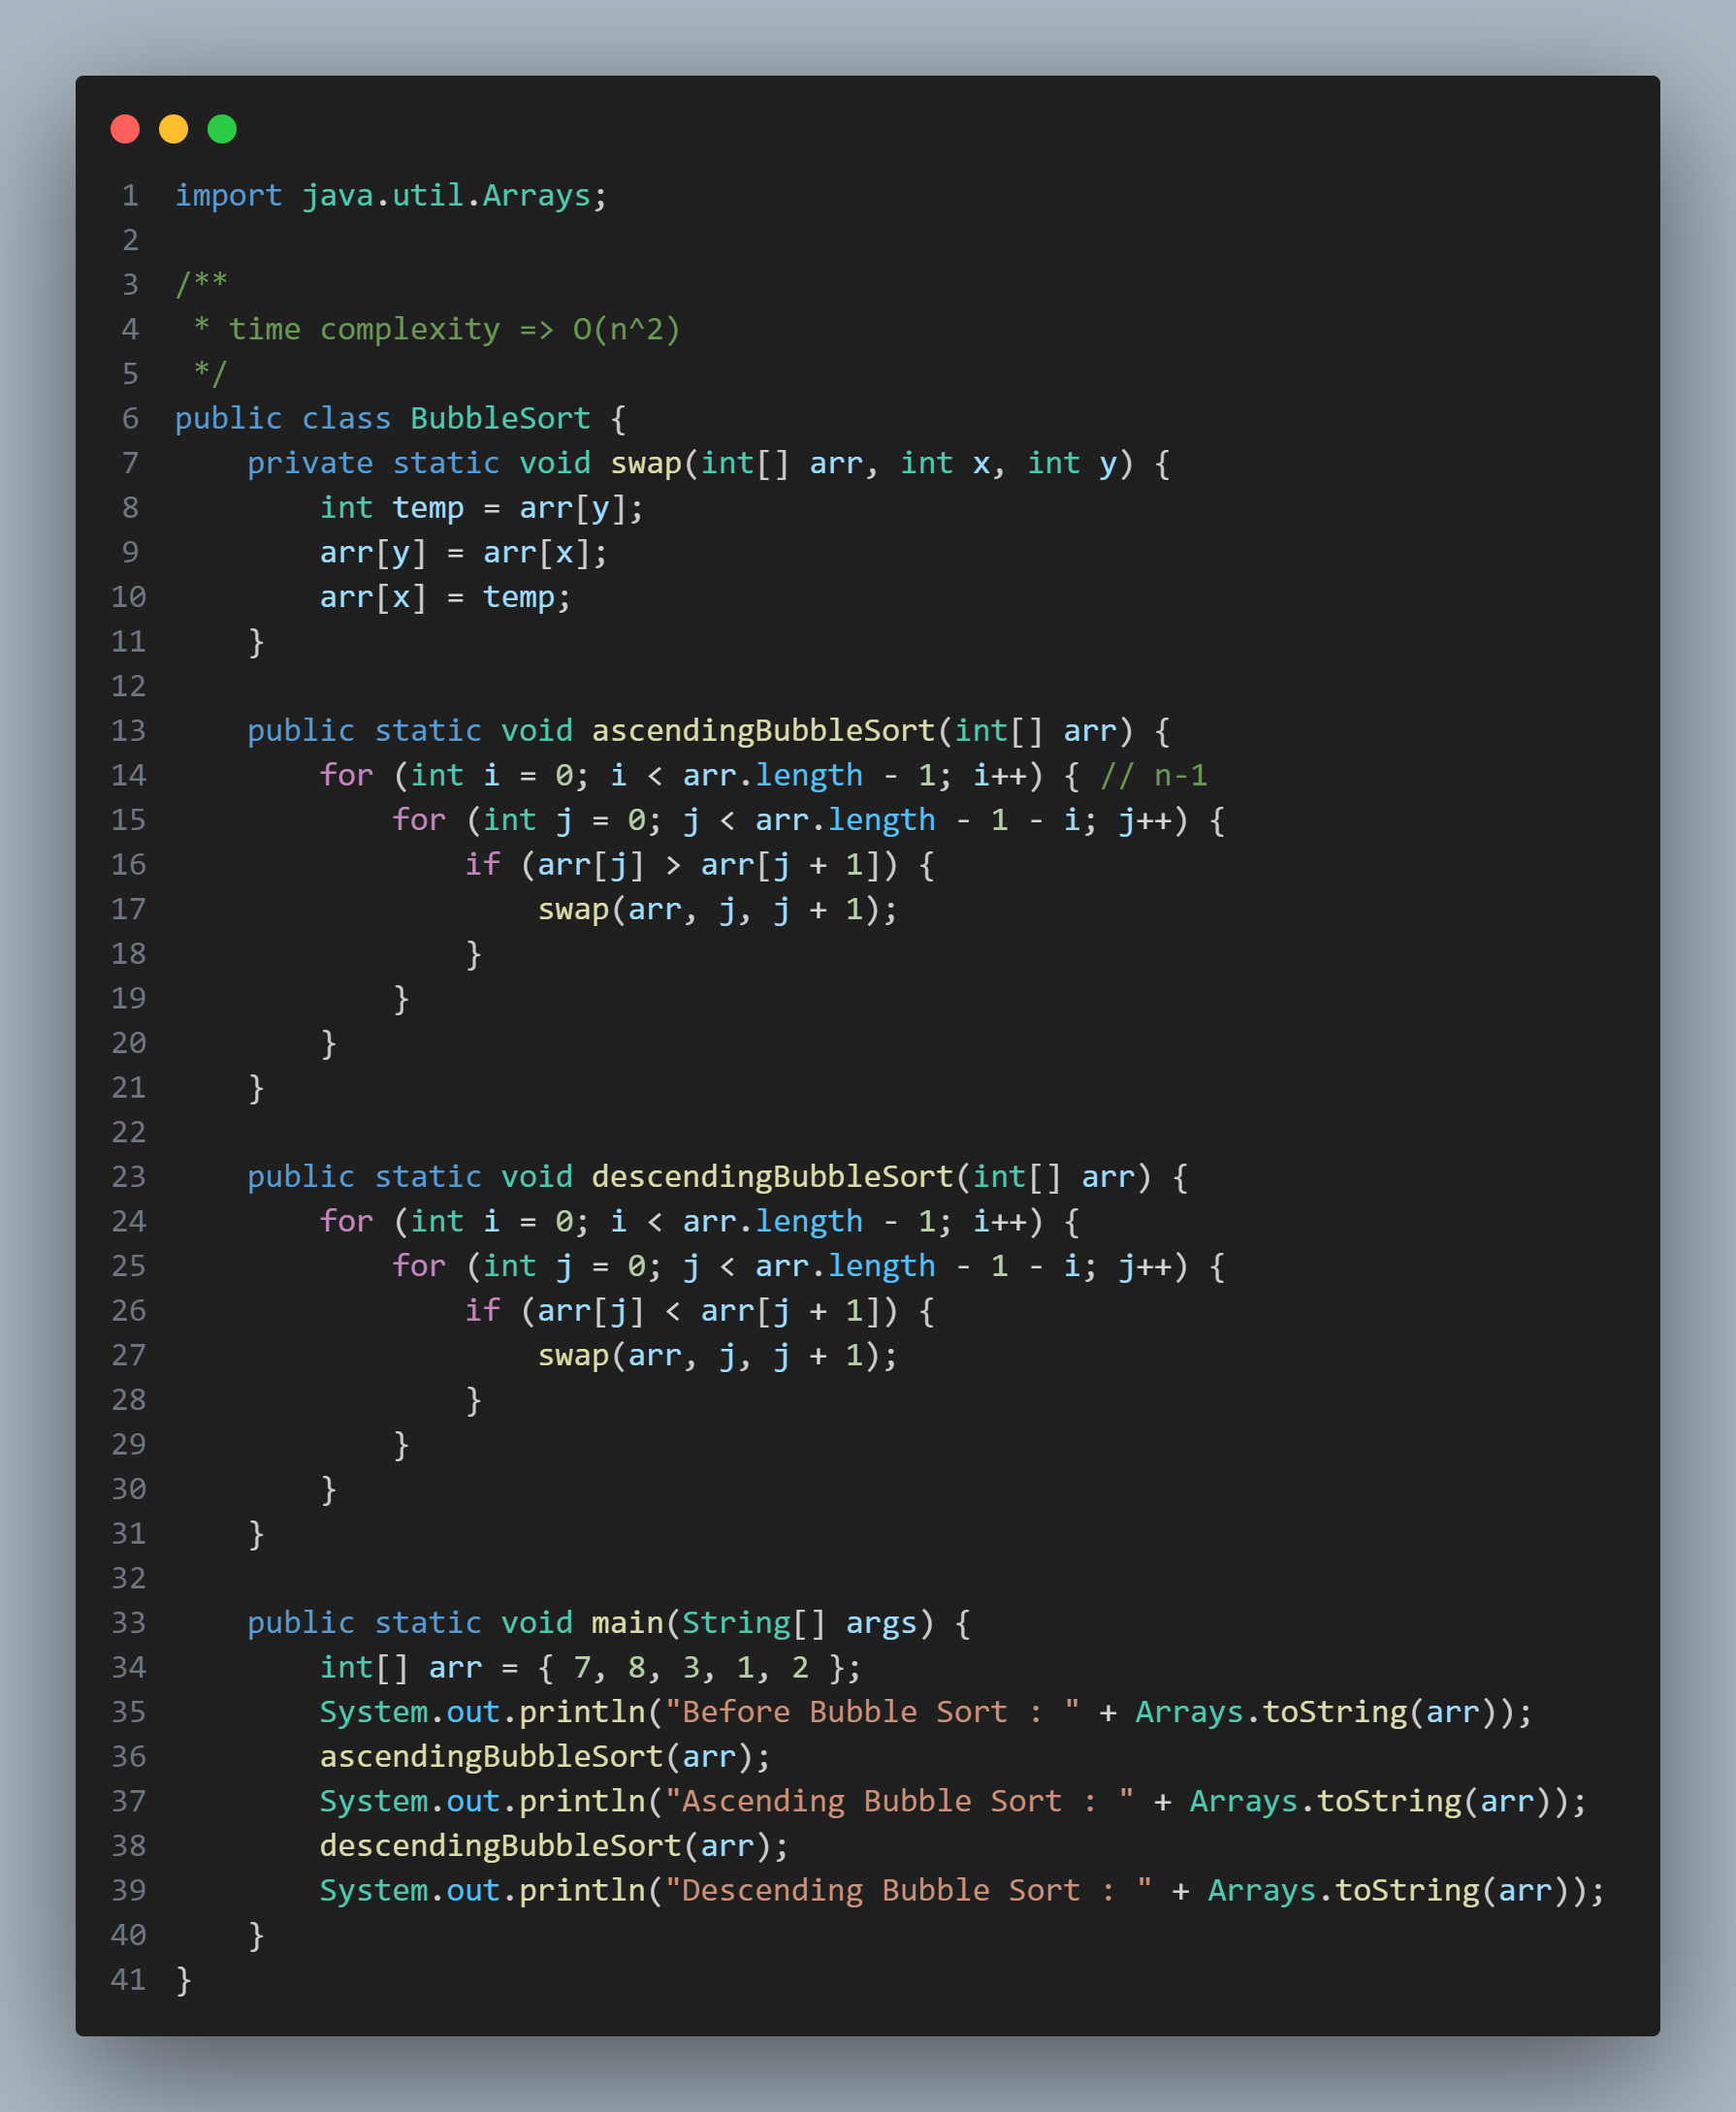 1 import java.util.Arrays;
2
3 /**
4  * time complexity => O(n^2)
5  */
6 public class BubbleSort {
7     private static void swap(int[] arr, int x, int y) {
8         int temp = arr[y];
9         arr[y] = arr[x];
10         arr[x] = temp;
11     }
12
13     public static void ascendingBubbleSort(int[] arr) {
14         for (int i = 0; i < arr.length - 1; i++) { // n-1
15             for (int j = 0; j < arr.length - 1 - i; j++) {
16                 if (arr[j] > arr[j + 1]) {
17                     swap(arr, j, j + 1);
18                 }
19             }
20         }
21     }
22
23     public static void descendingBubbleSort(int[] arr) {
24         for (int i = 0; i < arr.length - 1; i++) {
25             for (int j = 0; j < arr.length - 1 - i; j++) {
26                 if (arr[j] < arr[j + 1]) {
27                     swap(arr, j, j + 1);
28                 }
29             }
30         }
31     }
32
33     public static void main(String[] args) {
34         int[] arr = { 7, 8, 3, 1, 2 };
35         System.out.println("Before Bubble Sort : " + Arrays.toString(arr));
36         ascendingBubbleSort(arr);
37         System.out.println("Ascending Bubble Sort : " + Arrays.toString(arr));
38         descendingBubbleSort(arr);
39         System.out.println("Descending Bubble Sort : " + Arrays.toString(arr));
40     }
41 }